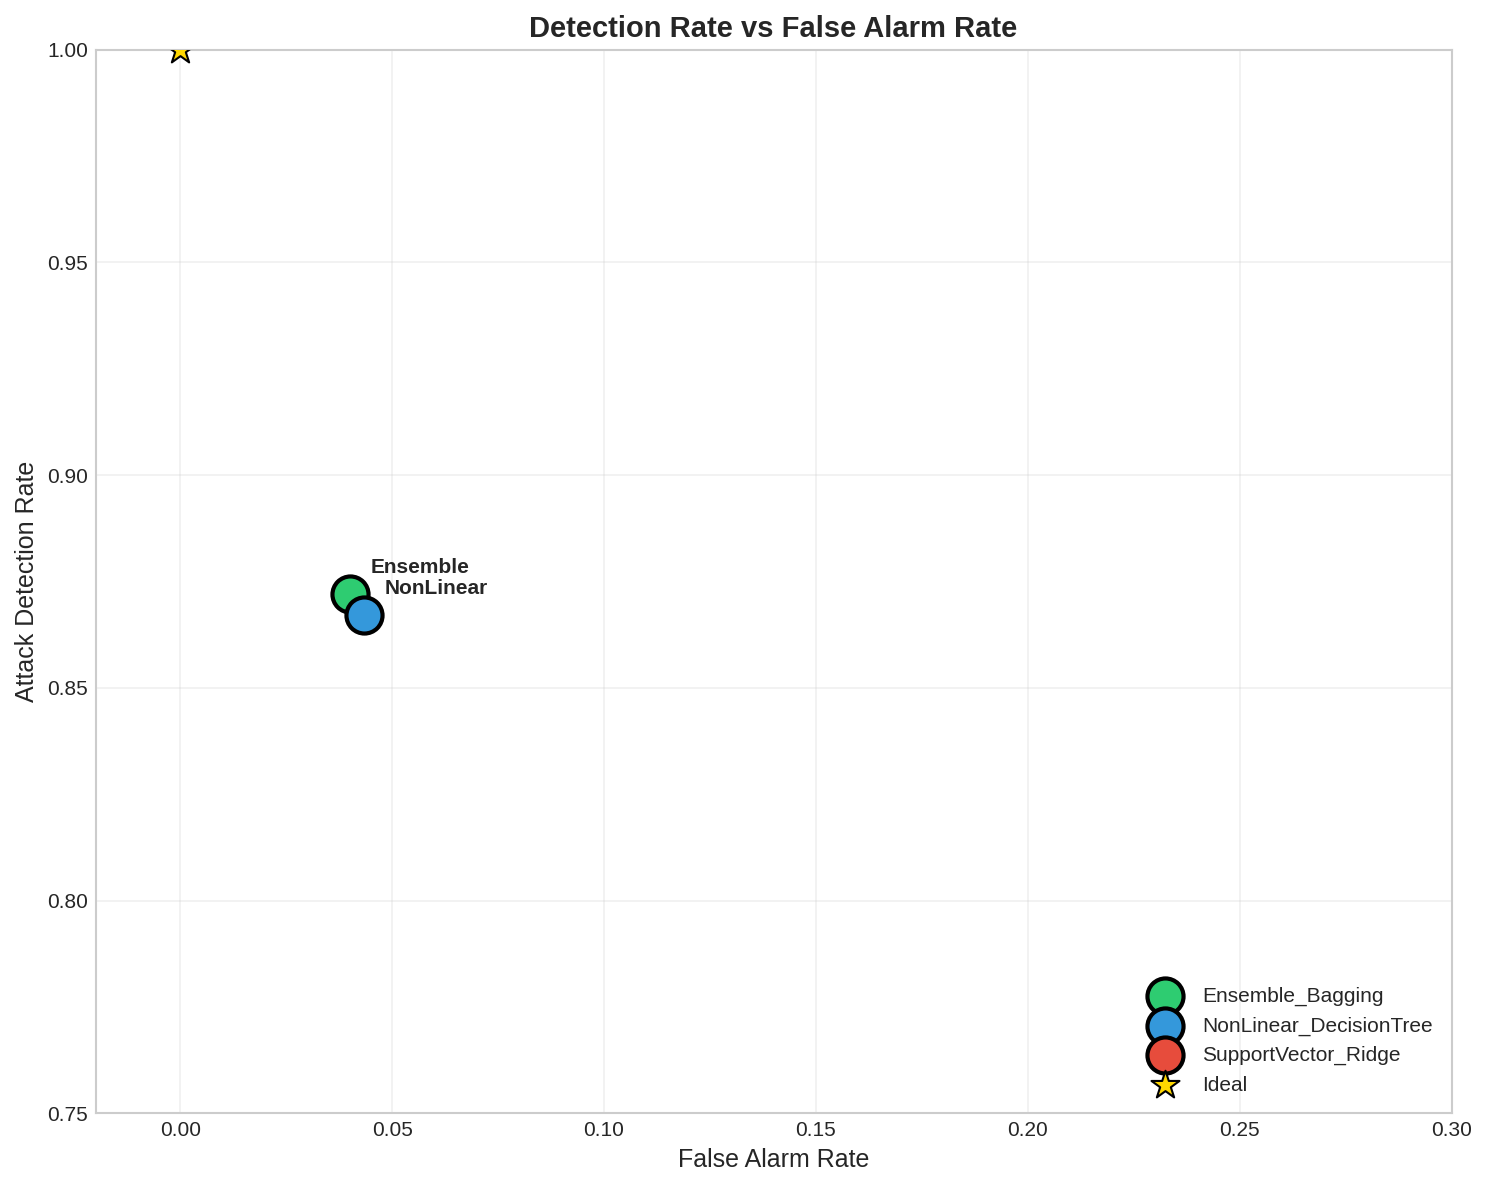 Detection Rate vs False Alarm Rate
1.00
0.95
0.90
0.85
0.80
0.75
Attack Detection Rate
Ensemble
NonLinear
Ensemble_Bagging
NonLinear_DecisionTree
SupportVector_Ridge
Ideal
0.00 0.05 0.10 0.15 0.20 0.25 0.30
False Alarm Rate